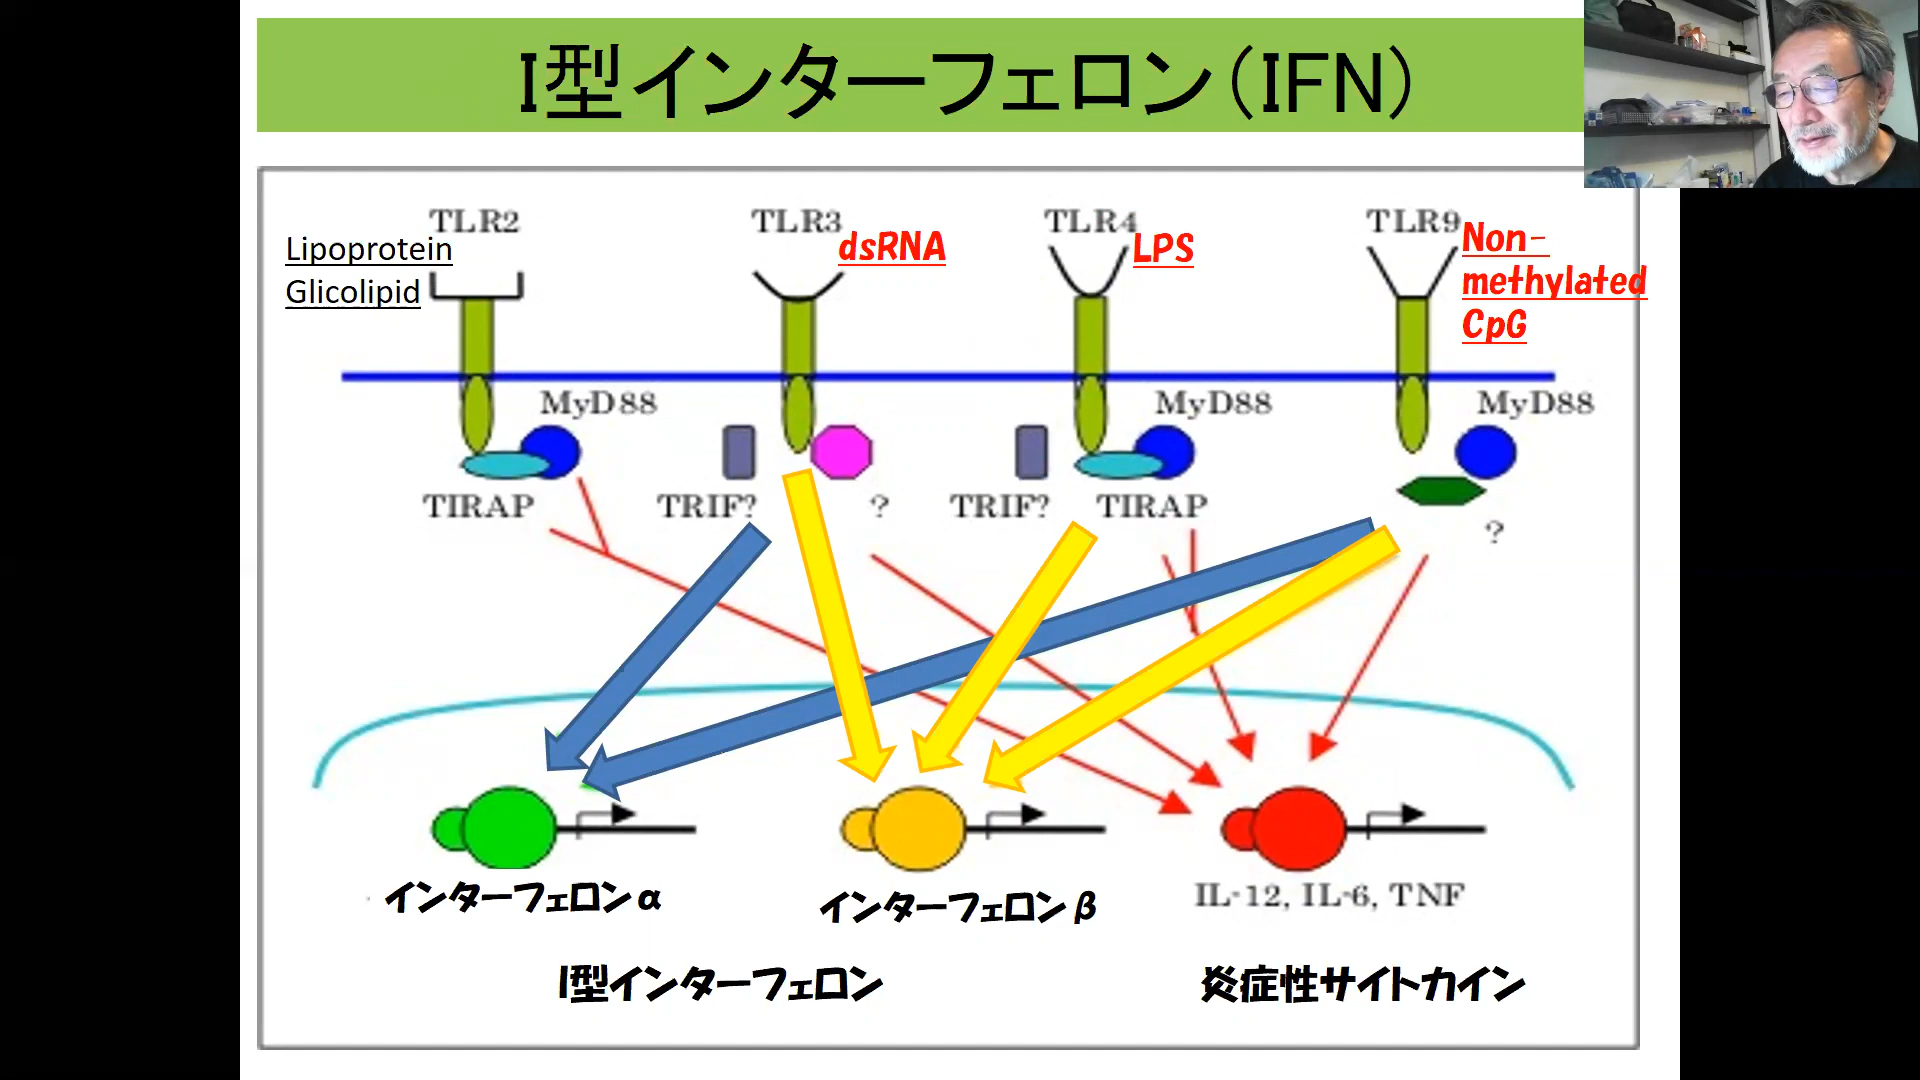 I型インターフェロン（IFN）
TLR2
Lipoprotein
Glicolipid
TLR3
dsRNA
TLR4
LPS
TLR9
Non-
methylated
CpG
MyD88
MyD88
MyD88
TIRAP
TRIF?
?
TRIF?
TIRAP
?
インターフェロンα
インターフェロンβ
IL-12, IL-6, TNF
I型インターフェロン
炎症性サイトカイン